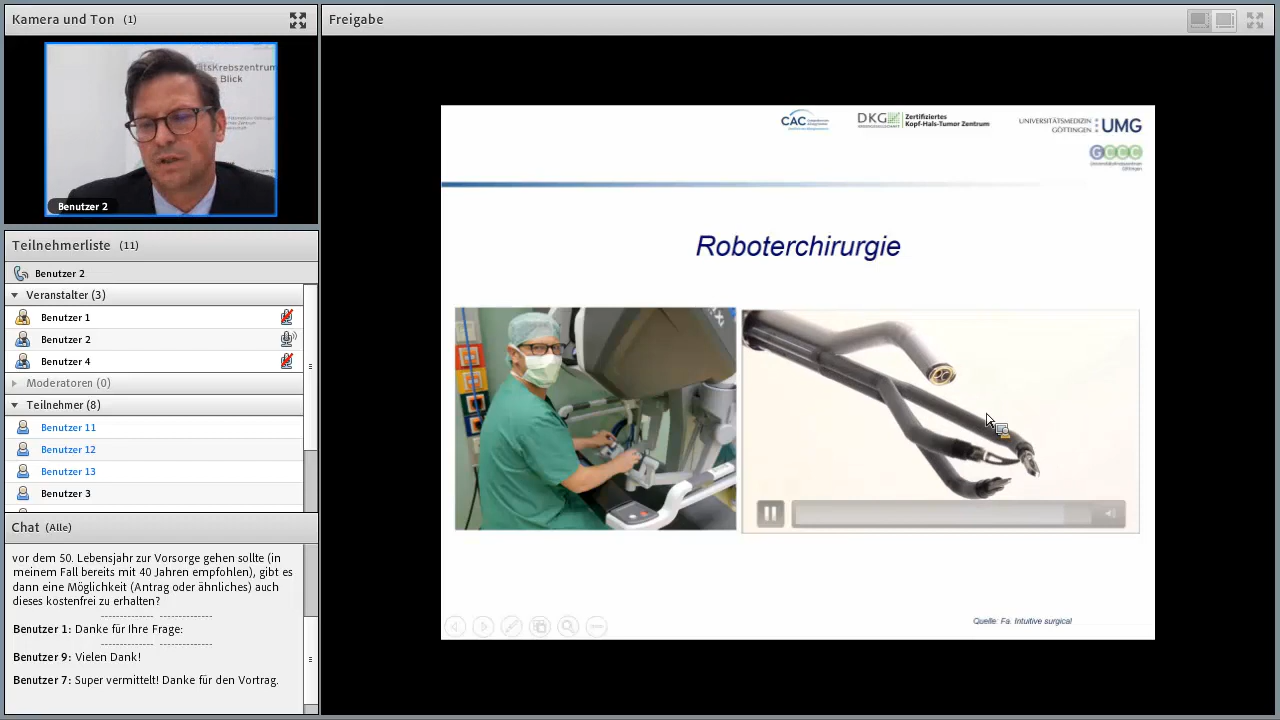 Kamera und Ton (1)
Freigabe
Krebszentrum
Blick
Benutzer 2
Teilnehmerliste (11)
Benutzer 2
Veranstalter (3)
Benutzer 1
Benutzer 2
Benutzer 4
Moderatoren (0)
Teilnehmer (8)
Benutzer 11
Benutzer 12
Benutzer 13
Benutzer 3
Chat (Alle)
vor dem 50. Lebensjahr zur Vorsorge gehen sollte (in
meinem Fall bereits mit 40 Jahren empfohlen), gibt es
dann eine Möglichkeit (Antrag oder ähnliches) auch
dieses kostenfrei zu erhalten?
Benutzer 1: Danke für Ihre Frage:
Benutzer 9: Vielen Dank!
Benutzer 7: Super vermittelt! Danke für den Vortrag.
CAC
DKG
Zertifiziertes
Kopf-Hals-Tumor Zentrum
UNIVERSITÄTSMEDIZIN
GÖTTINGEN
UMG
GCCC
Roboterchirurgie
Quelle: Fa. Intuitive surgical